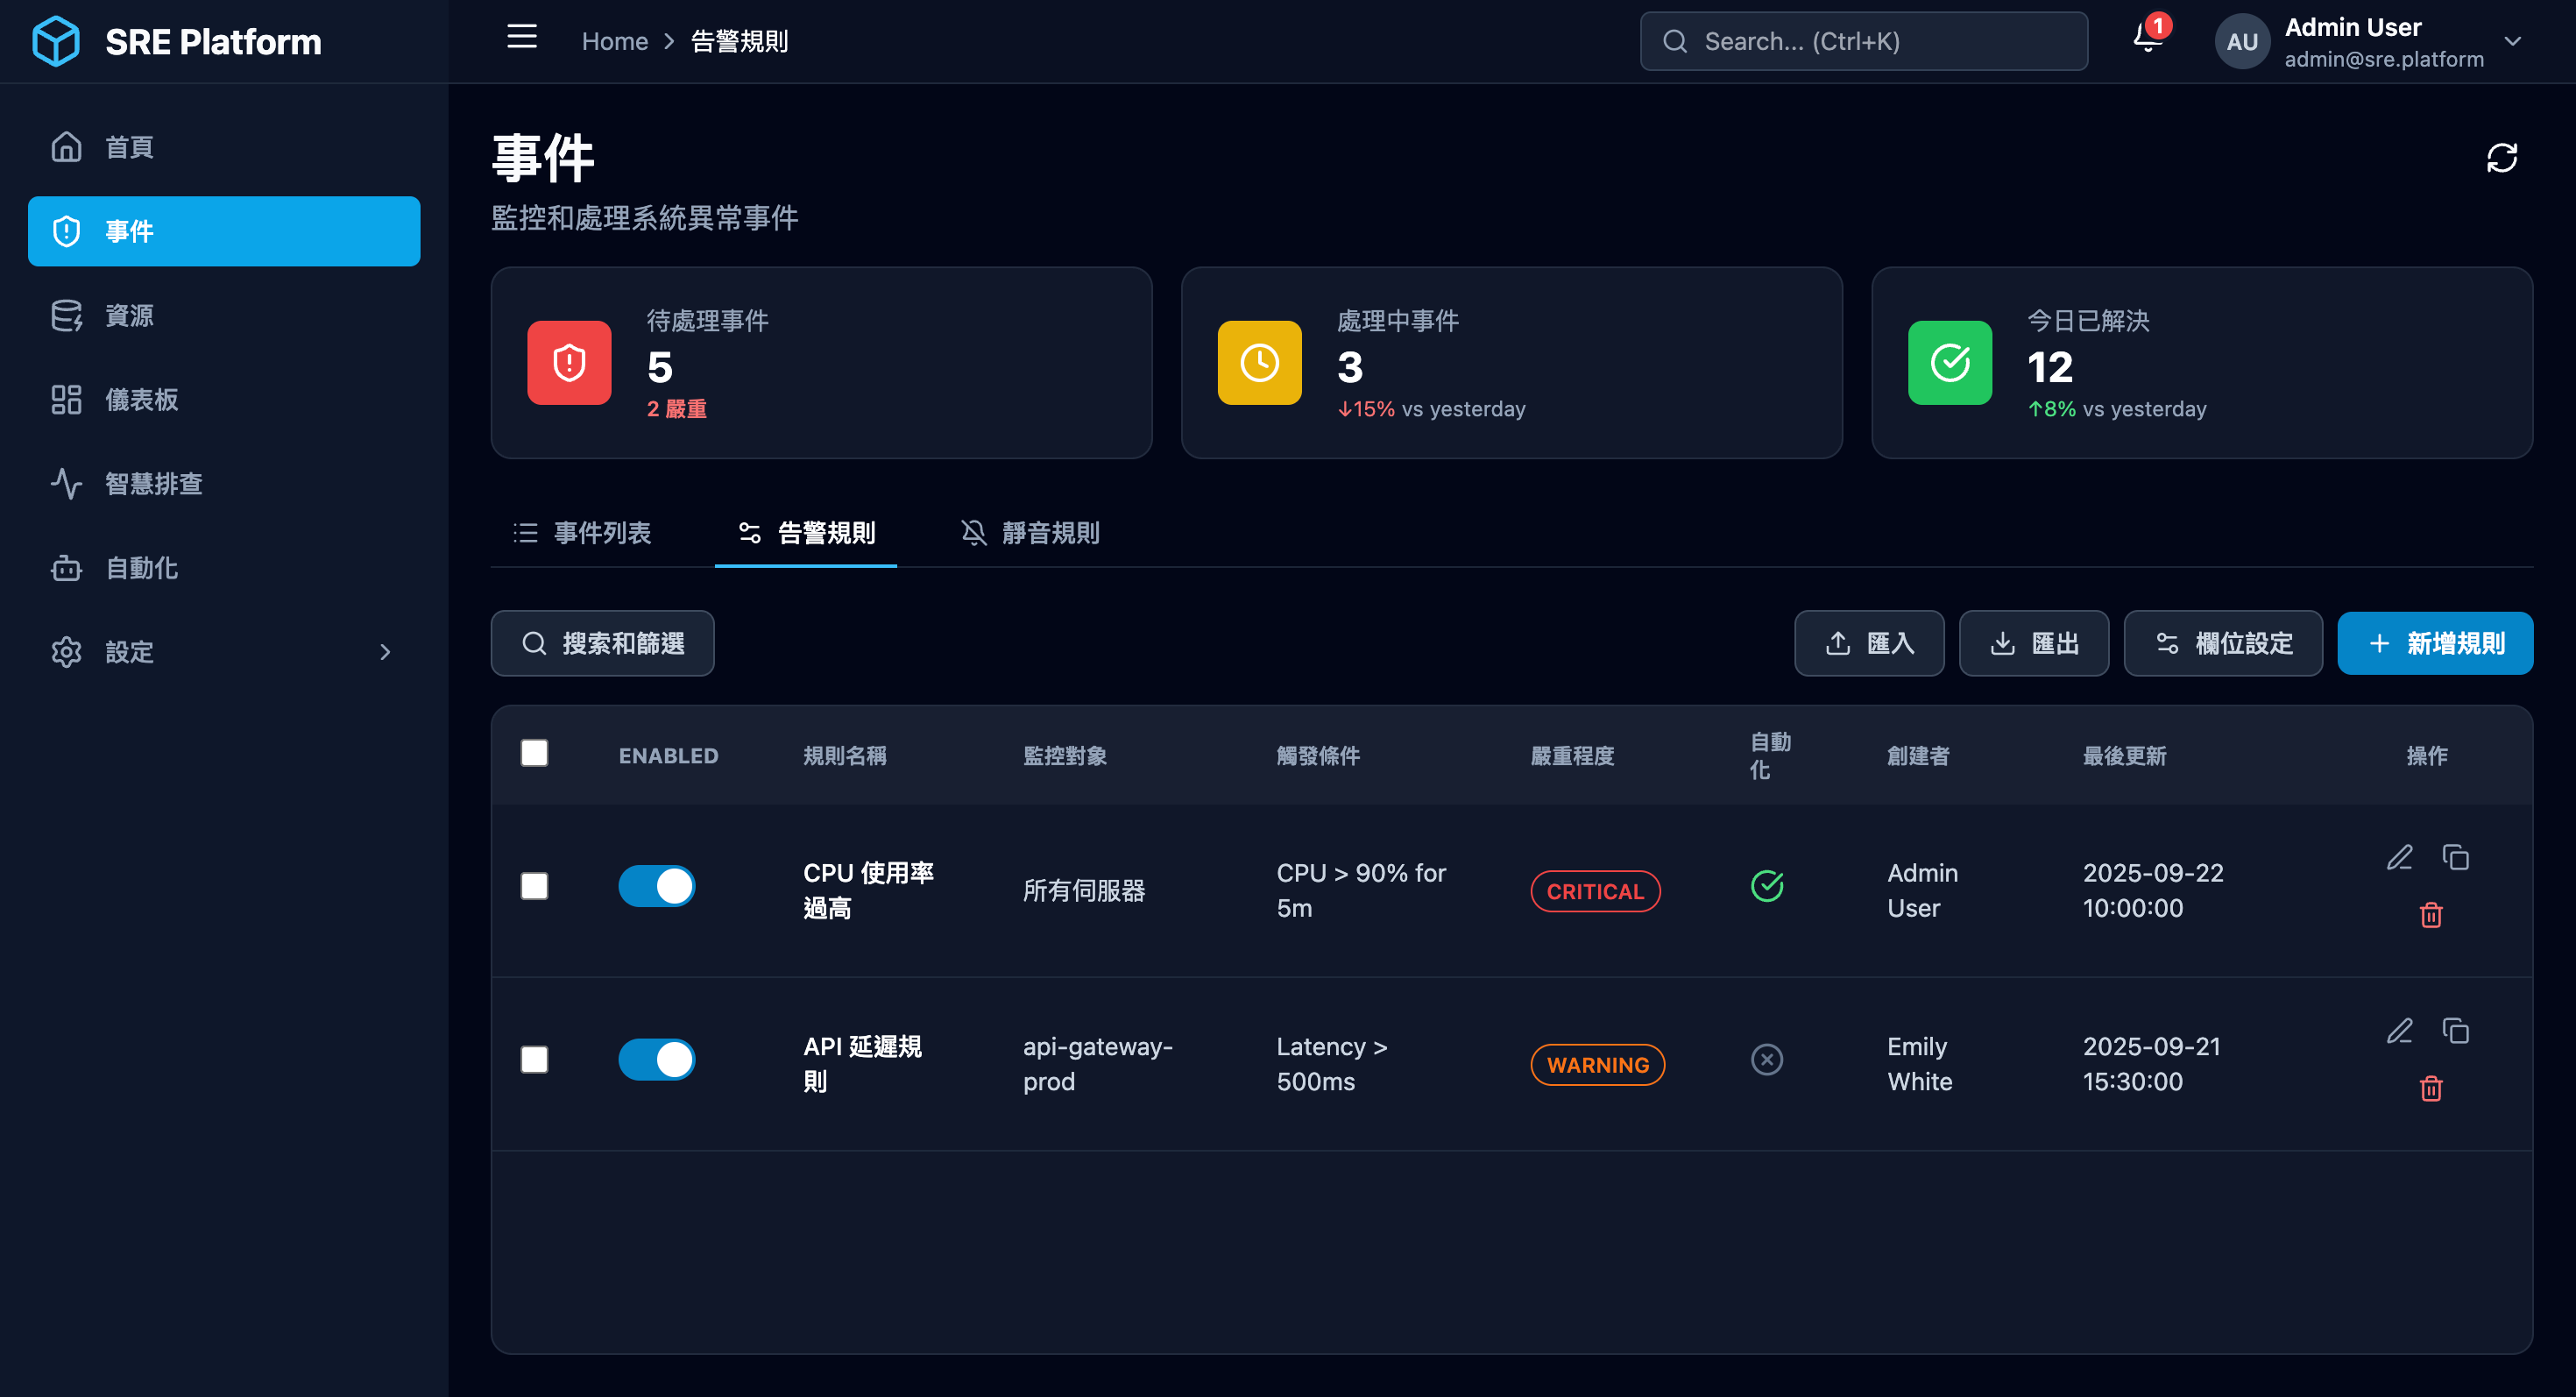 SRE Platform
Home > 告警規則
Search... (Ctrl+K)
1
AU
Admin User
admin@sre.platform
首頁
事件
資源
儀表板
智慧排查
自動化
設定
事件
監控和處理系統異常事件
待處理事件
5
2 嚴重
處理中事件
3
↓15% vs yesterday
今日已解決
12
↑8% vs yesterday
事件列表
告警規則
靜音規則
搜索和篩選
匯入
匯出
欄位設定
+ 新增規則
ENABLED
規則名稱
監控對象
觸發條件
嚴重程度
自動
化
創建者
最後更新
操作
CPU 使用率
過高
所有伺服器
CPU > 90% for
5m
CRITICAL
Admin
User
2025-09-22
10:00:00
API 延遲規
則
api-gateway-
prod
Latency >
500ms
WARNING
Emily
White
2025-09-21
15:30:00